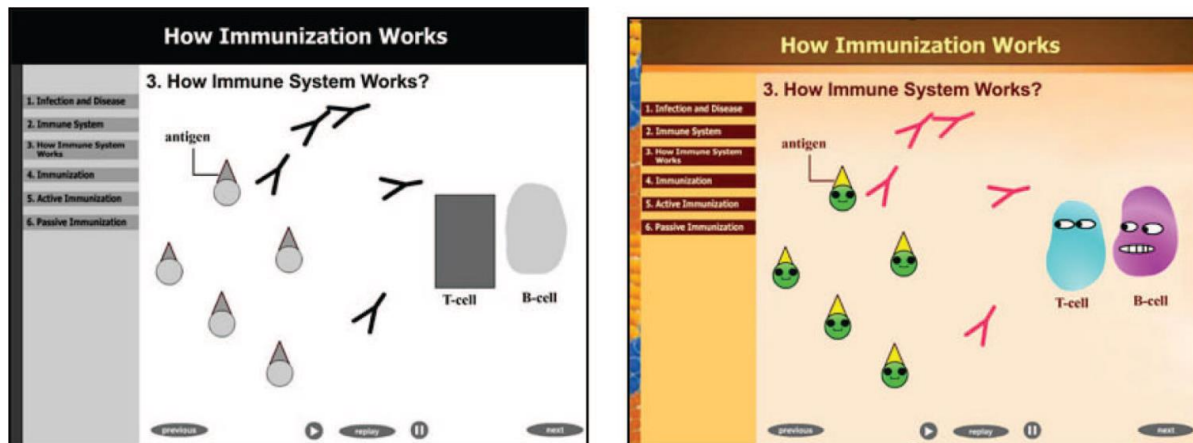 How Immunization Works
3. How Immune System Works?
1. Infection and Disease
2. Immune System
3. How Immune System
Works
4. Immunization
5. Active Immunization
6. Passive Immunization
antigen
T-cell
B-cell
previous
replay
next
How Immunization Works
3. How Immune System Works?
1. Infection and Disease
2. Immune System
3. How Immune System
Works
4. Immunization
5. Active Immunization
6. Passive Immunization
antigen
T-cell
B-cell
previous
replay
next